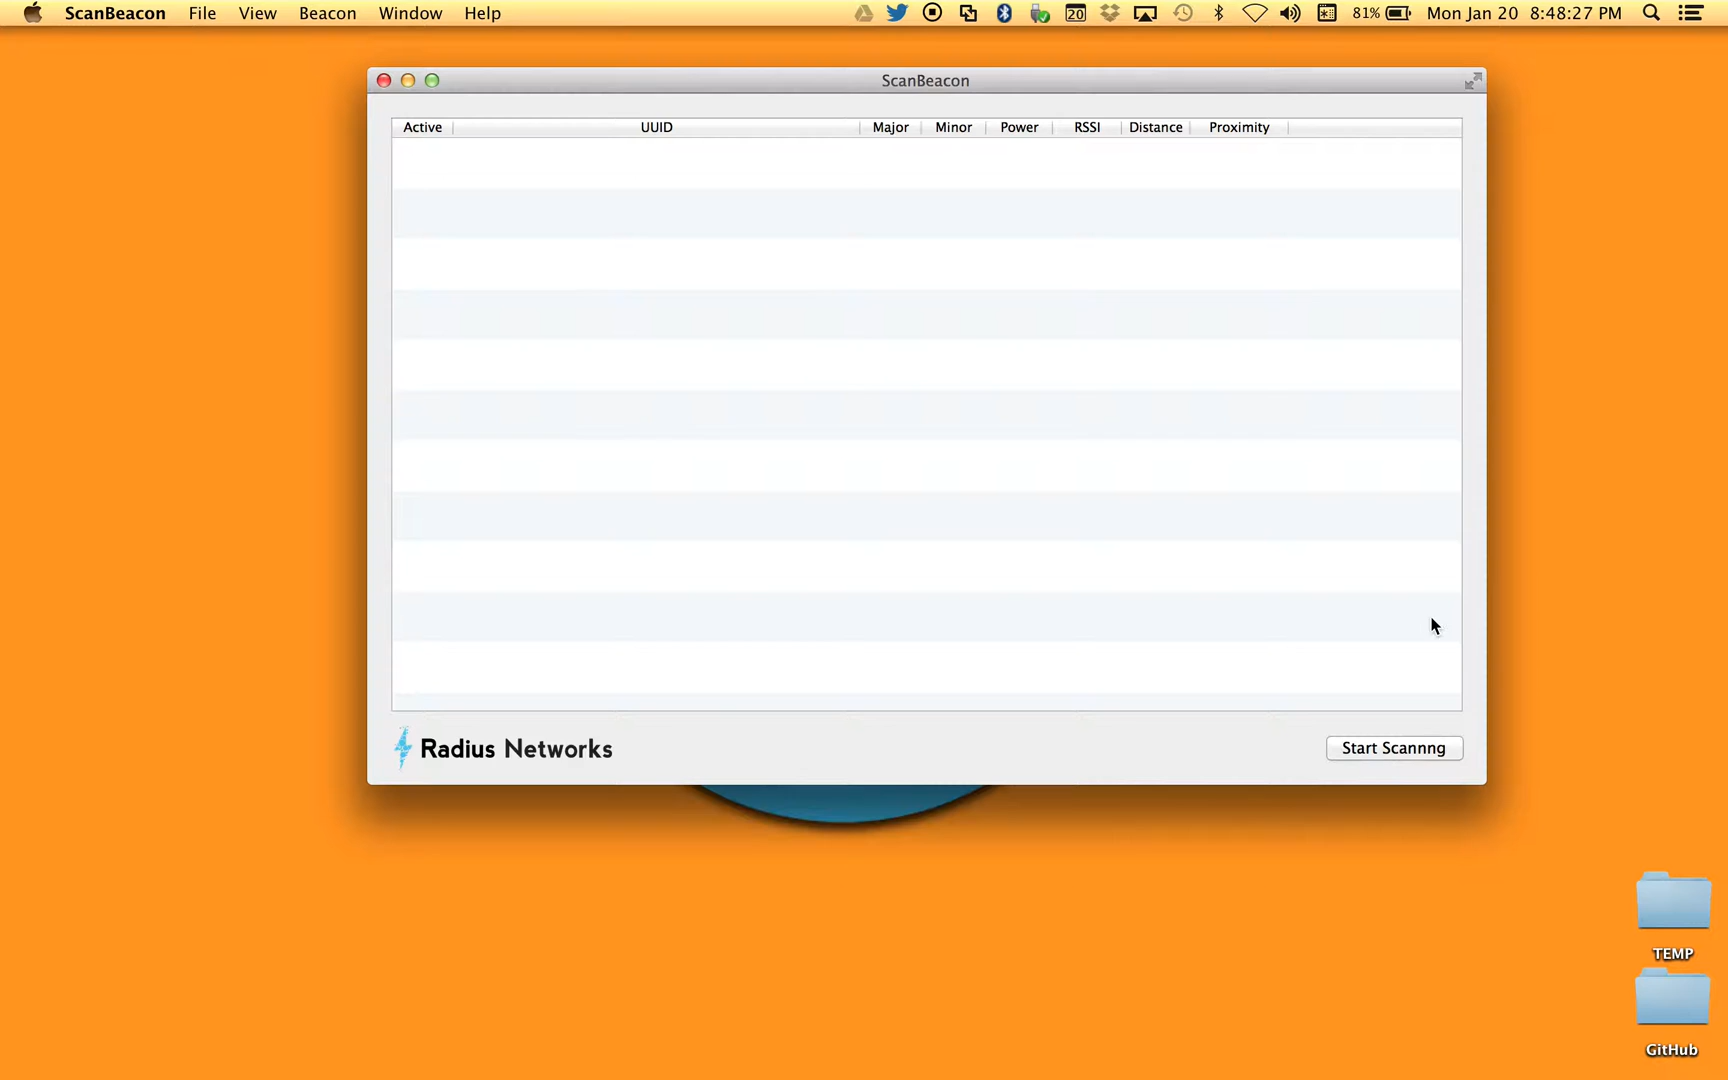 ScanBeacon File View Beacon Window Help 20 81% Mon Jan 20 8:48:27 PM
ScanBeacon
Active UUID Major Minor Power RSSI Distance Proximity
Radius Networks Start Scannng
TEMP
GitHub